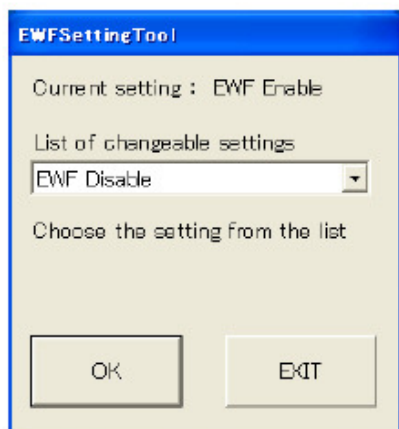 EWFSettingTool
Current setting : EWF Enable
List of changeable settings
EWF Disable
Choose the setting from the list
OK EXIT